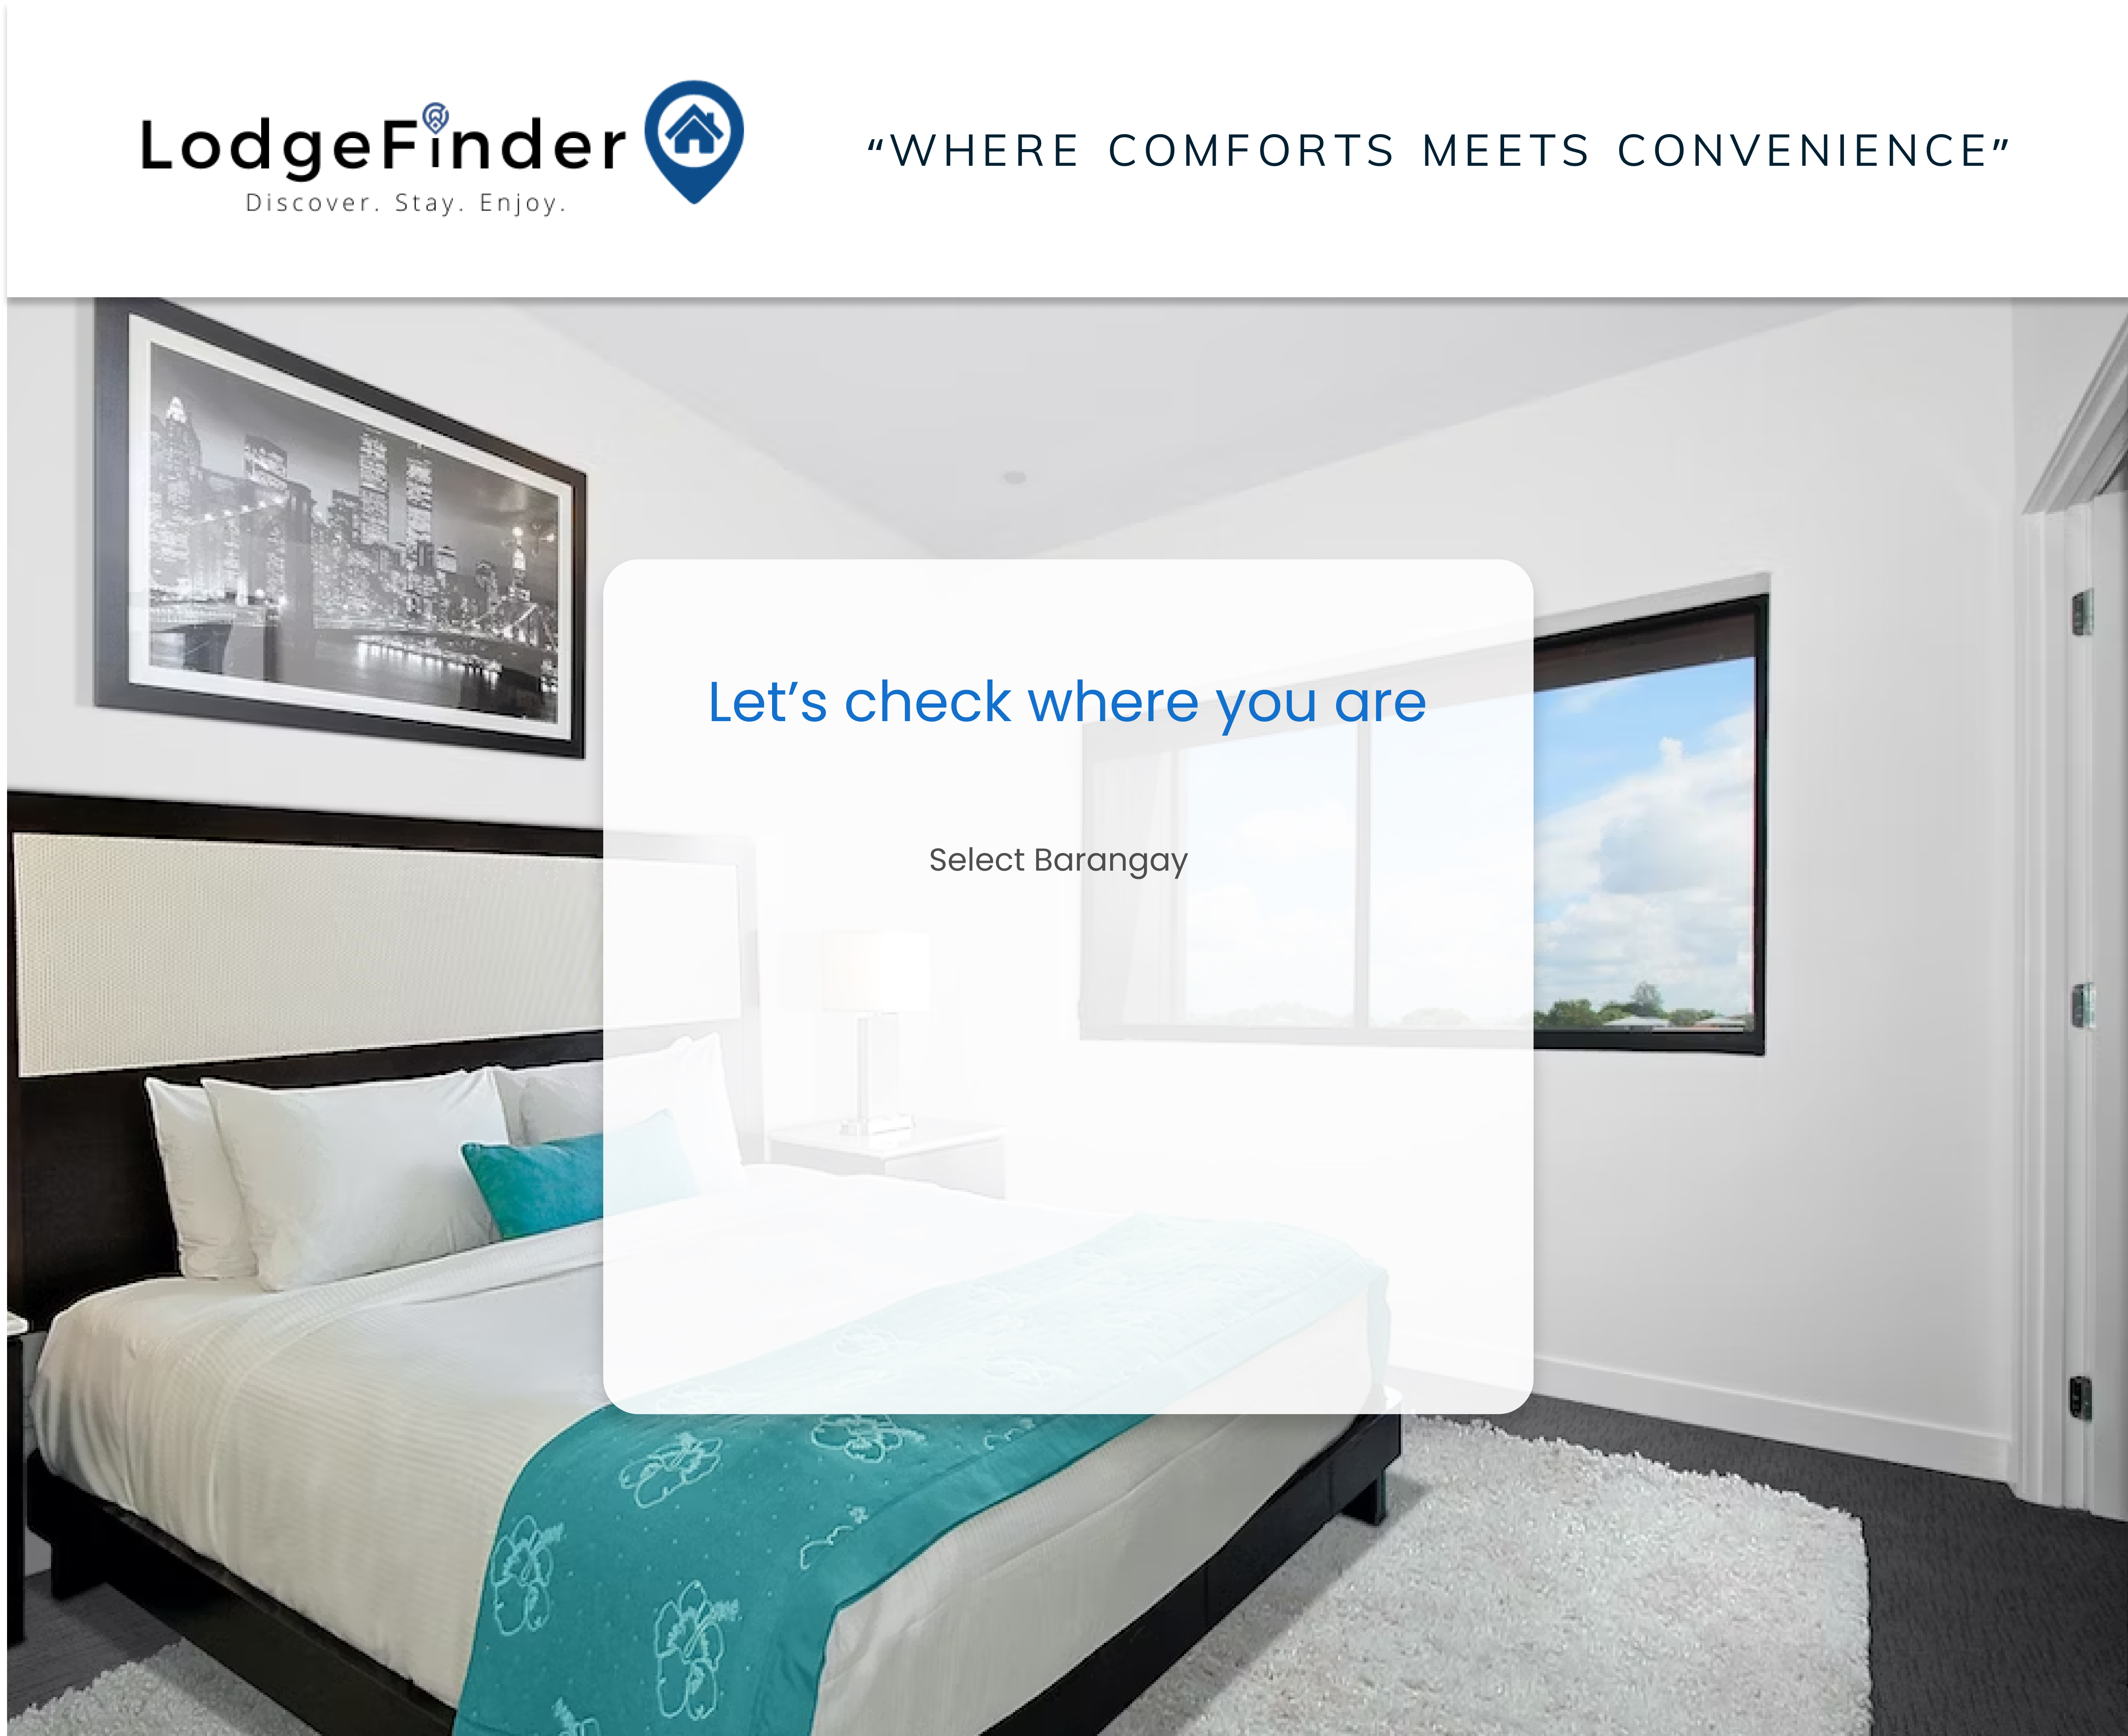 LodgeFinder
Discover. Stay. Enjoy.
“WHERE COMFORTS MEETS CONVENIENCE”
Let’s check where you are
Select Barangay